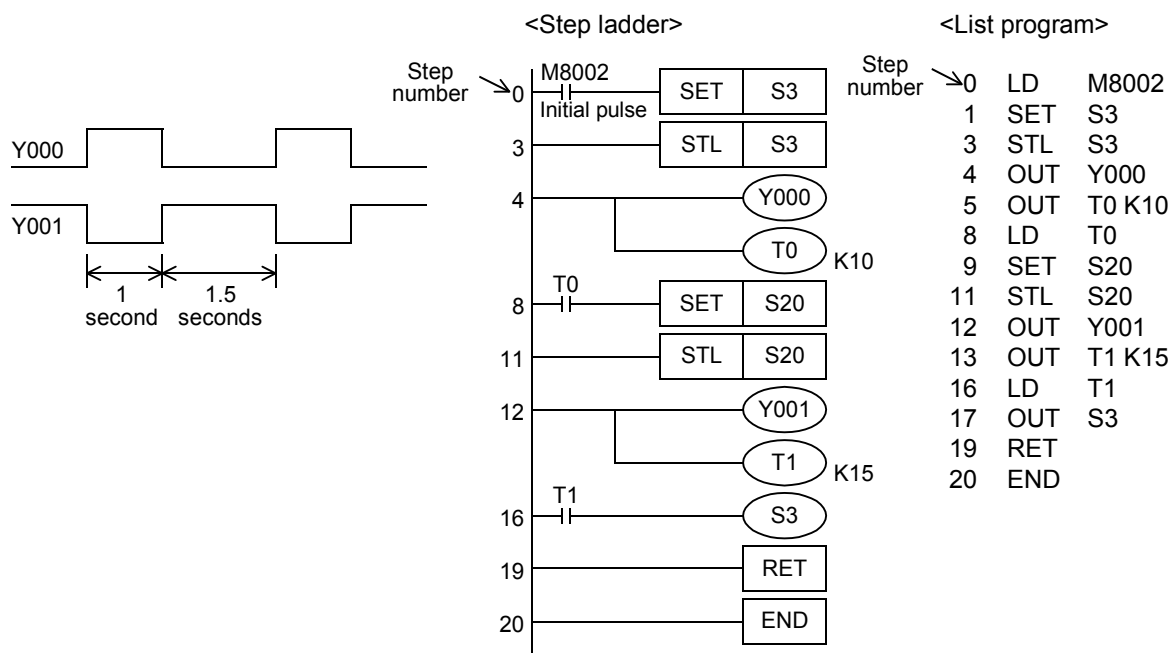 <Step ladder>
<List program>
Y000
Y001
1
second
1.5
seconds
Step
number
M8002
0
Initial pulse
SET S3
3
STL S3
4
Y000
T0
K10
T0
8
SET S20
11
STL S20
12
Y001
T1
K15
T1
16
S3
19
RET
20
END
Step
number
0 LD M8002
1 SET S3
3 STL S3
4 OUT Y000
5 OUT T0 K10
8 LD T0
9 SET S20
11 STL S20
12 OUT Y001
13 OUT T1 K15
16 LD T1
17 OUT S3
19 RET
20 END